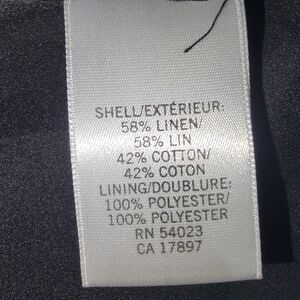 SHELL/EXTÉRIEUR:
58% LINEN/
58% LIN
42% COTTON/
42% COTON
LINING/DOUBLURE:
100% POLYESTER/
100% POLYESTER
RN 54023
CA 17897